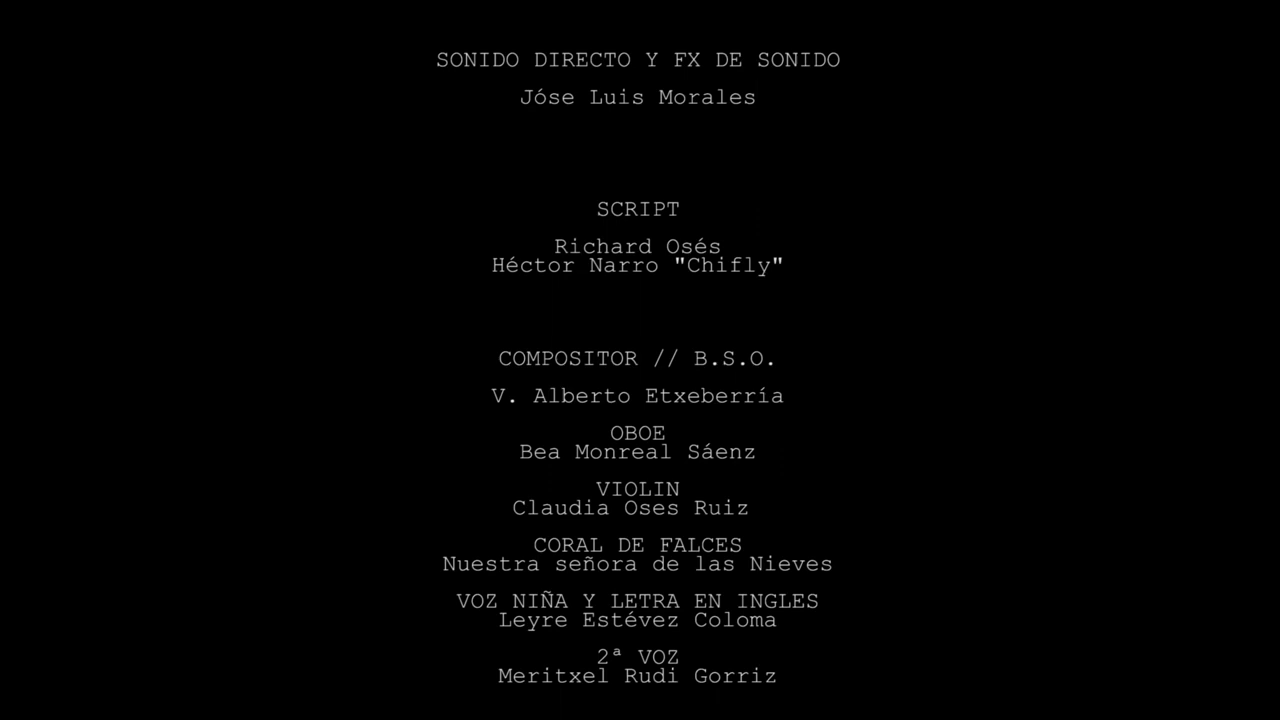 SONIDO DIRECTO Y FX DE SONIDO
Jóse Luis Morales
SCRIPT
Richard Osés
Héctor Narro "Chifly"
COMPOSITOR // B.S.O.
V. Alberto Etxeberría
OBOE
Bea Monreal Sáenz
VIOLIN
Claudia Oses Ruiz
CORAL DE FALCES
Nuestra señora de las Nieves
VOZ NIÑA Y LETRA EN INGLES
Leyre Estévez Coloma
2ª VOZ
Meritxel Rudi Gorriz